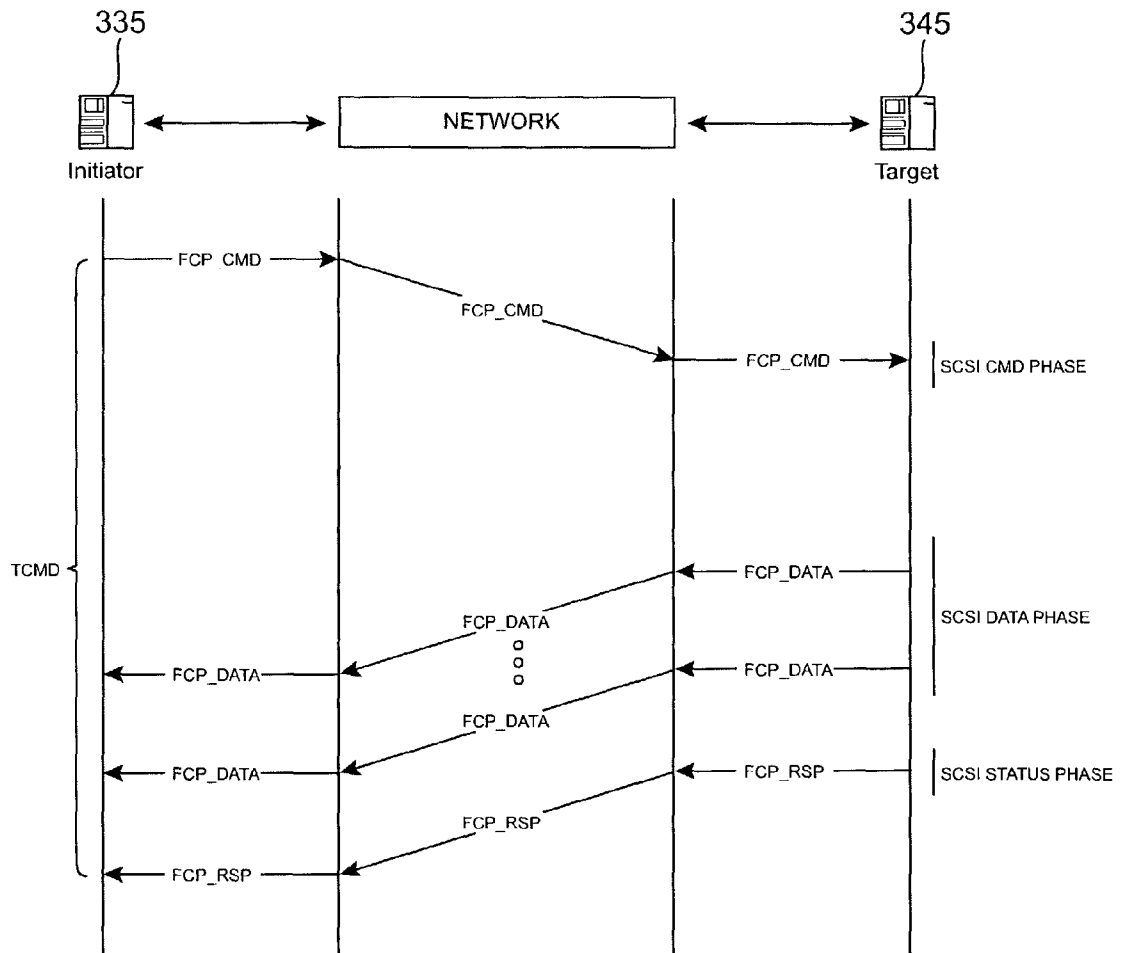 335
345
NETWORK
Initiator
Target
FCP_CMD
FCP_CMD
FCP_CMD
SCSI CMD PHASE
TCMD
FCP_DATA
FCP_DATA
FCP_DATA
SCSI DATA PHASE
FCP_DATA
FCP_DATA
FCP_DATA
FCP_RSP
SCSI STATUS PHASE
FCP_RSP
FCP_RSP